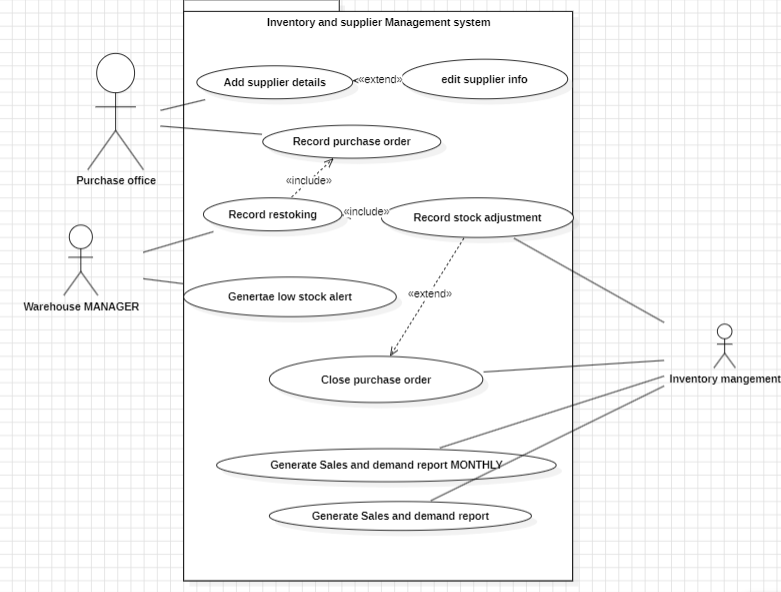 Inventory and supplier Management system
Add supplier details
«extend»
edit supplier info
Record purchase order
Purchase office
«include»
Record restoking
«include»
Record stock adjustment
Warehouse MANAGER
Genertae low stock alert
«extend»
Close purchase order
Inventory mangement
Generate Sales and demand report MONTHLY
Generate Sales and demand report